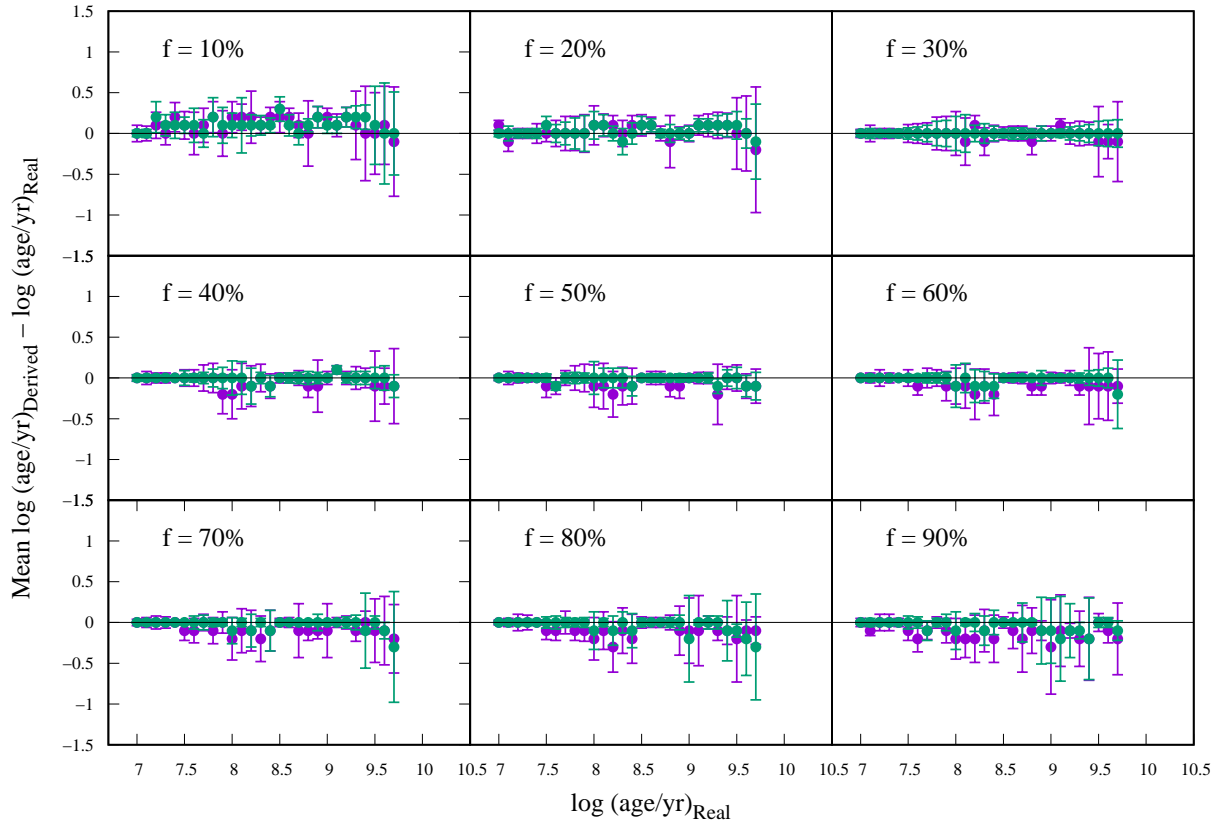 Mean log (age/yr)Derived − log (age/yr)Real
1.5
1
0.5
0
−0.5
−1
−1.5
f = 10%
f = 20%
f = 30%
1
0.5
0
−0.5
−1
−1.5
f = 40%
f = 50%
f = 60%
1
0.5
0
−0.5
−1
−1.5
f = 70%
f = 80%
f = 90%
7 7.5 8 8.5 9 9.5 10 10.5 7 7.5 8 8.5 9 9.5 10 10.5 7 7.5 8 8.5 9 9.5 10 10.5
log (age/yr)Real